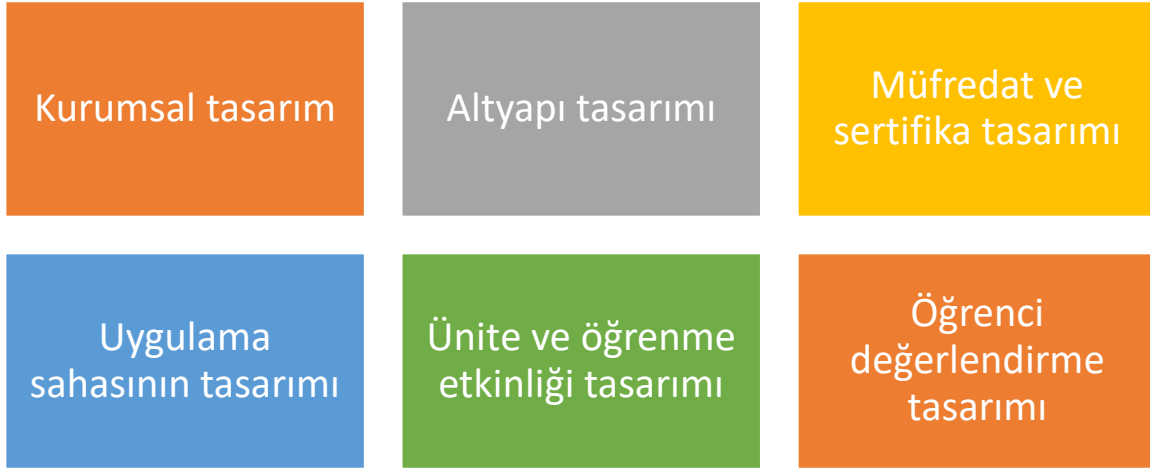 Kurumsal tasarım
Altyapı tasarımı
Müfredat ve
sertifika tasarımı
Uygulama
sahasının tasarımı
Ünite ve öğrenme
etkinliği tasarımı
Öğrenci
değerlendirme
tasarımı